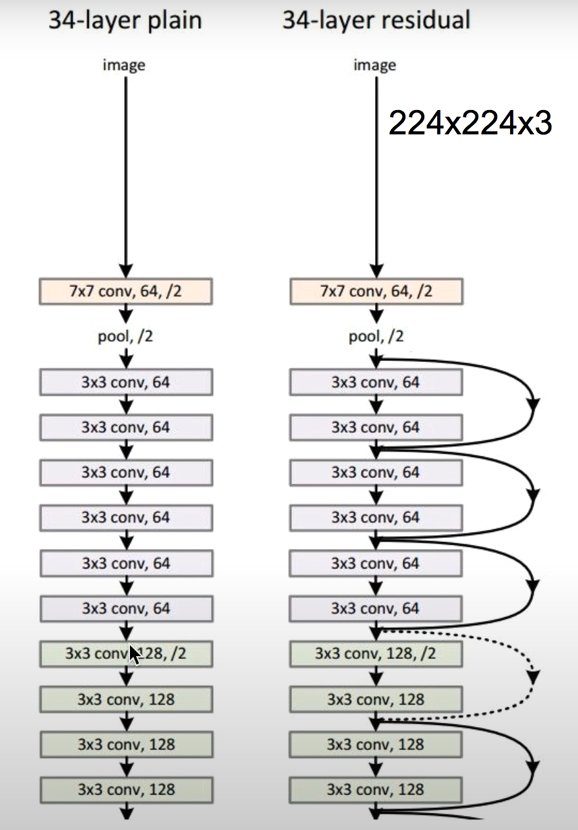 34-layer plain
34-layer residual
image
image
224x224x3
7x7 conv, 64, /2
7x7 conv, 64, /2
pool, /2
pool, /2
3x3 conv, 64
3x3 conv, 64
3x3 conv, 64
3x3 conv, 64
3x3 conv, 64
3x3 conv, 64
3x3 conv, 64
3x3 conv, 64
3x3 conv, 64
3x3 conv, 64
3x3 conv, 64
3x3 conv, 64
3x3 conv, 128, /2
3x3 conv, 128, /2
3x3 conv, 128
3x3 conv, 128
3x3 conv, 128
3x3 conv, 128
3x3 conv, 128
3x3 conv, 128